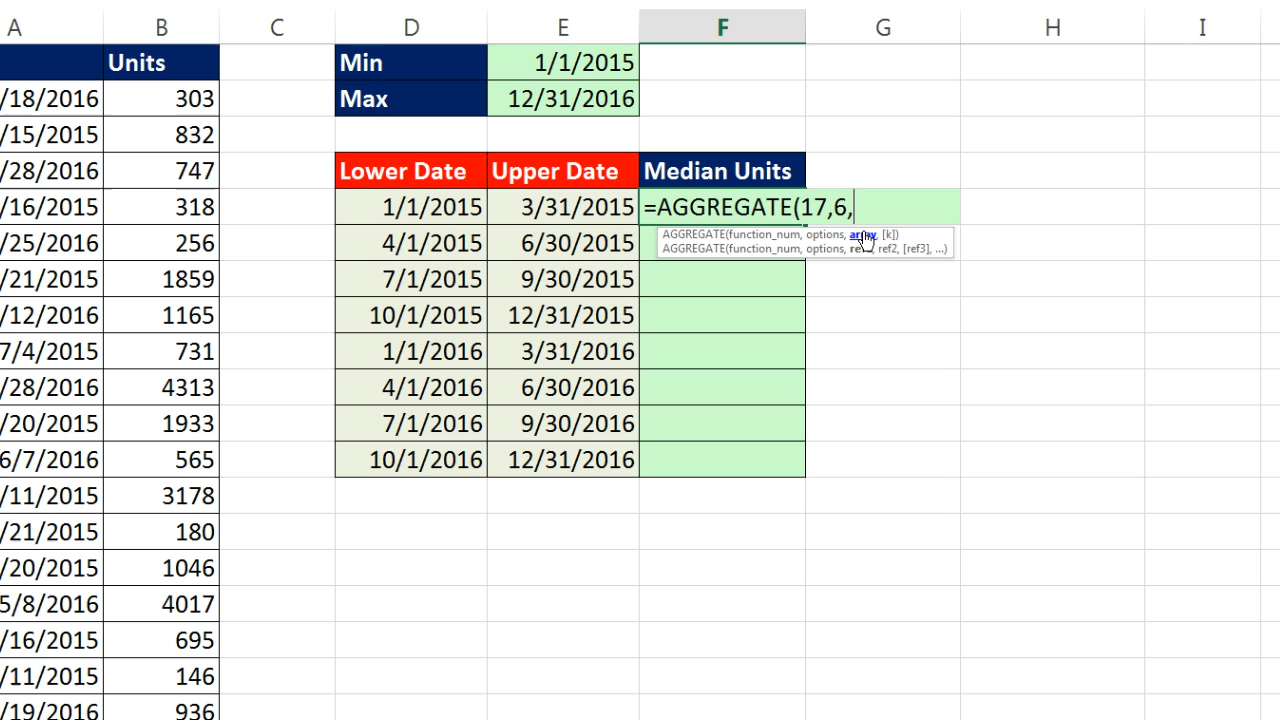 A B C D E F G H I
Units Min 1/1/2015
/18/2016 303 Max 12/31/2016
/15/2015 832
/28/2016 747 Lower Date Upper Date Median Units
/16/2015 318 1/1/2015 3/31/2015 =AGGREGATE(17,6,
AGGREGATE(function_num, options, array, [k])
/25/2016 256 4/1/2015 6/30/2015
AGGREGATE(function_num, options, ref1, ref2, [ref3], ...)
/21/2015 1859 7/1/2015 9/30/2015
/12/2016 1165 10/1/2015 12/31/2015
7/4/2015 731 1/1/2016 3/31/2016
/28/2016 4313 4/1/2016 6/30/2016
/20/2015 1933 7/1/2016 9/30/2016
6/7/2016 565 10/1/2016 12/31/2016
/11/2015 3178
/21/2015 180
/20/2015 1046
5/8/2016 4017
/16/2015 695
/11/2015 146
/19/2016 936